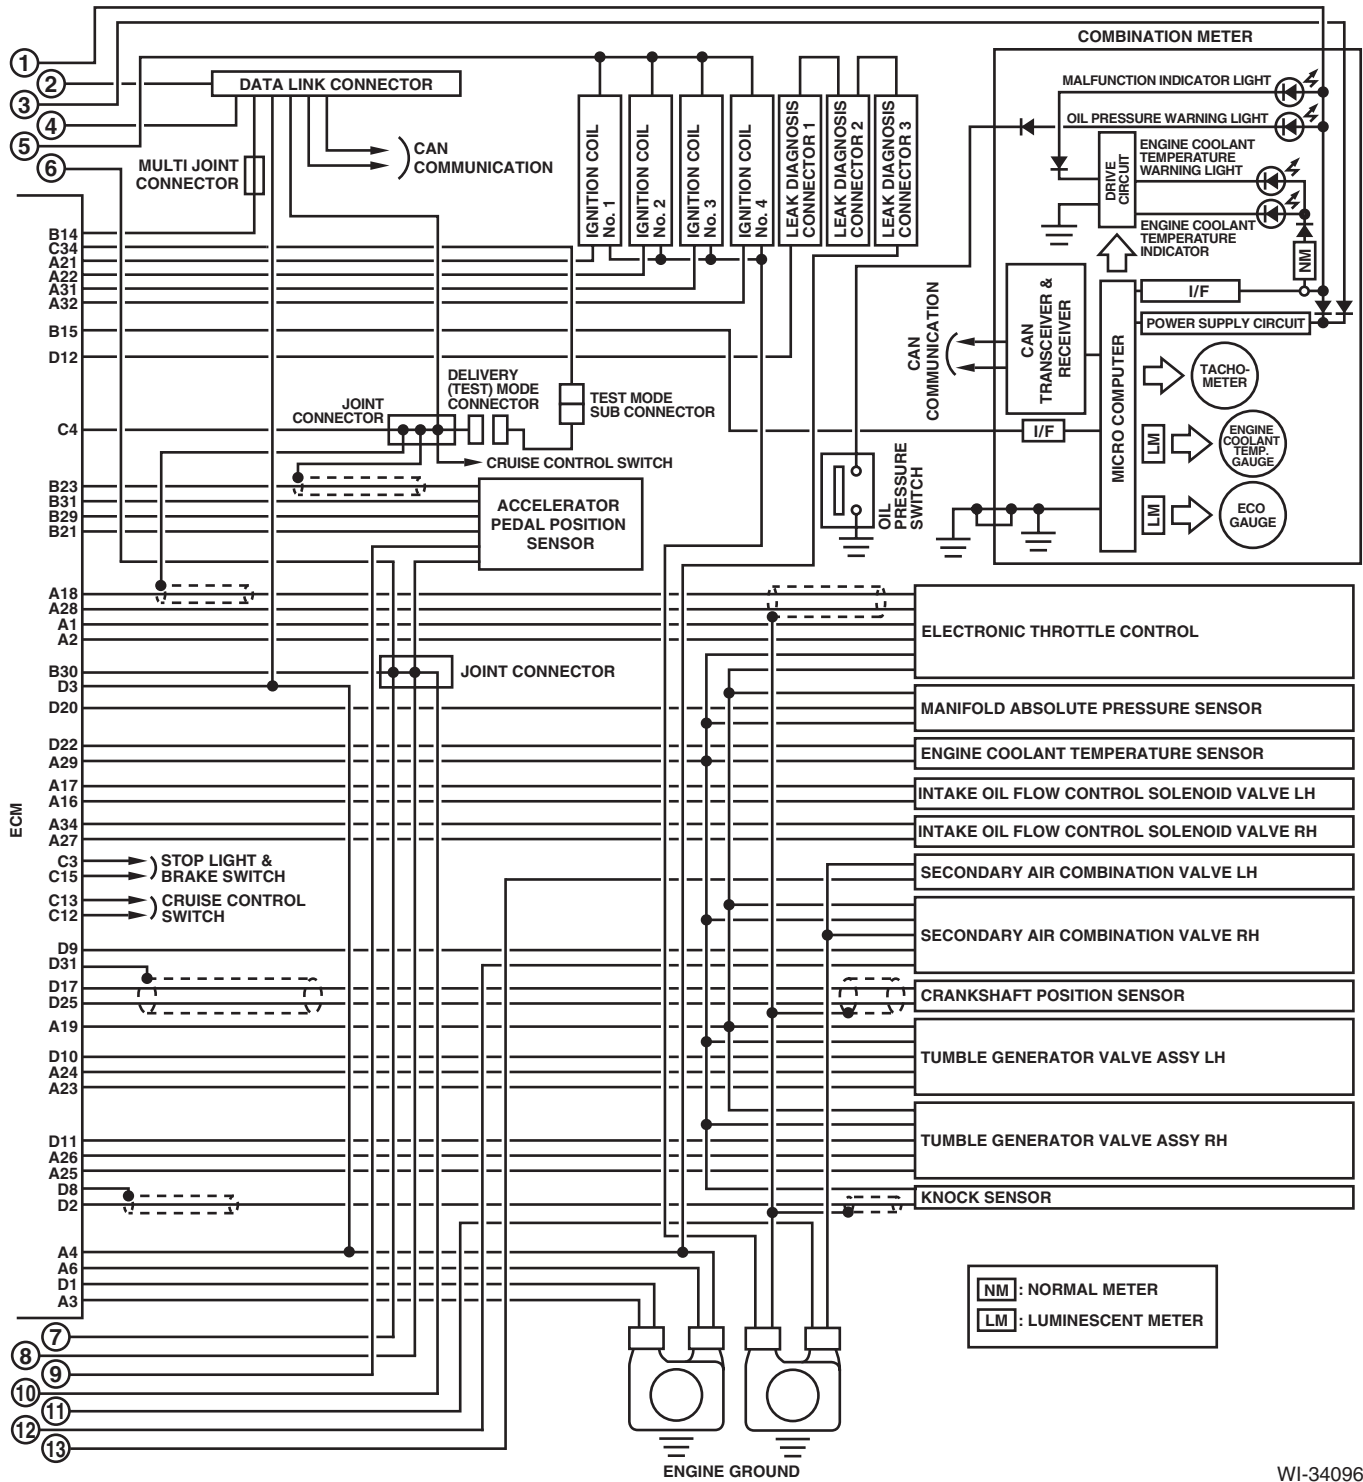 COMBINATION METER
1
2
3
4
5
6
DATA LINK CONNECTOR
MULTI JOINT
CONNECTOR
CAN
COMMUNICATION
IGNITION COIL
No. 1
IGNITION COIL
No. 2
IGNITION COIL
No. 3
IGNITION COIL
No. 4
LEAK DIAGNOSIS
CONNECTOR 1
LEAK DIAGNOSIS
CONNECTOR 2
LEAK DIAGNOSIS
CONNECTOR 3
MALFUNCTION INDICATOR LIGHT
OIL PRESSURE WARNING LIGHT
ENGINE COOLANT
TEMPERATURE
WARNING LIGHT
DRIVE
CIRCUIT
ENGINE COOLANT
TEMPERATURE
INDICATOR
NM
I/F
POWER SUPPLY CIRCUIT
CAN
TRANSCEIVER &
RECEIVER
CAN
COMMUNICATION
MICRO COMPUTER
I/F
TACHO-
METER
LM
ENGINE
COOLANT
TEMP.
GAUGE
LM
ECO
GAUGE
OIL
PRESSURE
SWITCH
B14
C34
A21
A22
A31
A32
B15
D12
DELIVERY
(TEST) MODE
CONNECTOR
JOINT
CONNECTOR
TEST MODE
SUB CONNECTOR
C4
CRUISE CONTROL SWITCH
B23
B31
B29
B21
ACCELERATOR
PEDAL POSITION
SENSOR
A18
A28
A1
A2
ELECTRONIC THROTTLE CONTROL
B30
D3
JOINT CONNECTOR
D20
MANIFOLD ABSOLUTE PRESSURE SENSOR
D22
A29
ENGINE COOLANT TEMPERATURE SENSOR
A17
A16
INTAKE OIL FLOW CONTROL SOLENOID VALVE LH
ECM
A34
A27
INTAKE OIL FLOW CONTROL SOLENOID VALVE RH
C3
C15
STOP LIGHT &
BRAKE SWITCH
SECONDARY AIR COMBINATION VALVE LH
C13
C12
CRUISE CONTROL
SWITCH
SECONDARY AIR COMBINATION VALVE RH
D9
D31
D17
D25
CRANKSHAFT POSITION SENSOR
A19
D10
A24
A23
TUMBLE GENERATOR VALVE ASSY LH
D11
A26
A25
TUMBLE GENERATOR VALVE ASSY RH
D8
D2
KNOCK SENSOR
A4
A6
D1
A3
NM : NORMAL METER
LM : LUMINESCENT METER
7
8
9
10
11
12
13
ENGINE GROUND
WI-34096